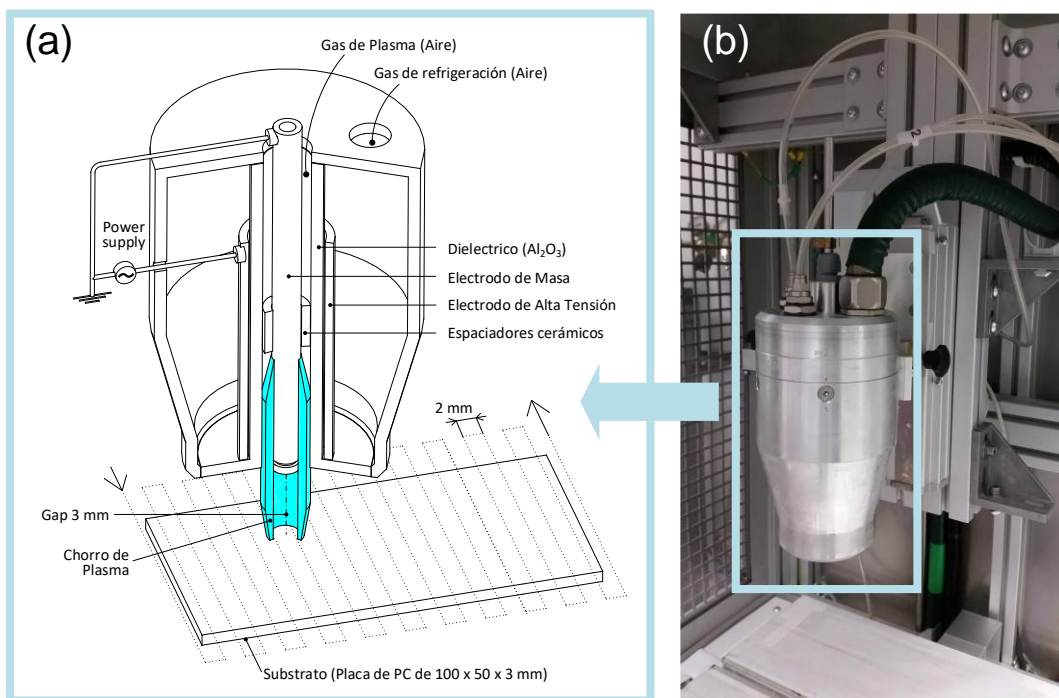 (a)
Gas de Plasma (Aire)
Gas de refrigeración (Aire)
Power
supply
Dielectrico (Al₂O₃)
Electrodo de Masa
Electrodo de Alta Tensión
Espaciadores cerámicos
2 mm
Gap 3 mm
Chorro de
Plasma
Substrato (Placa de PC de 100 x 50 x 3 mm)
(b)
2